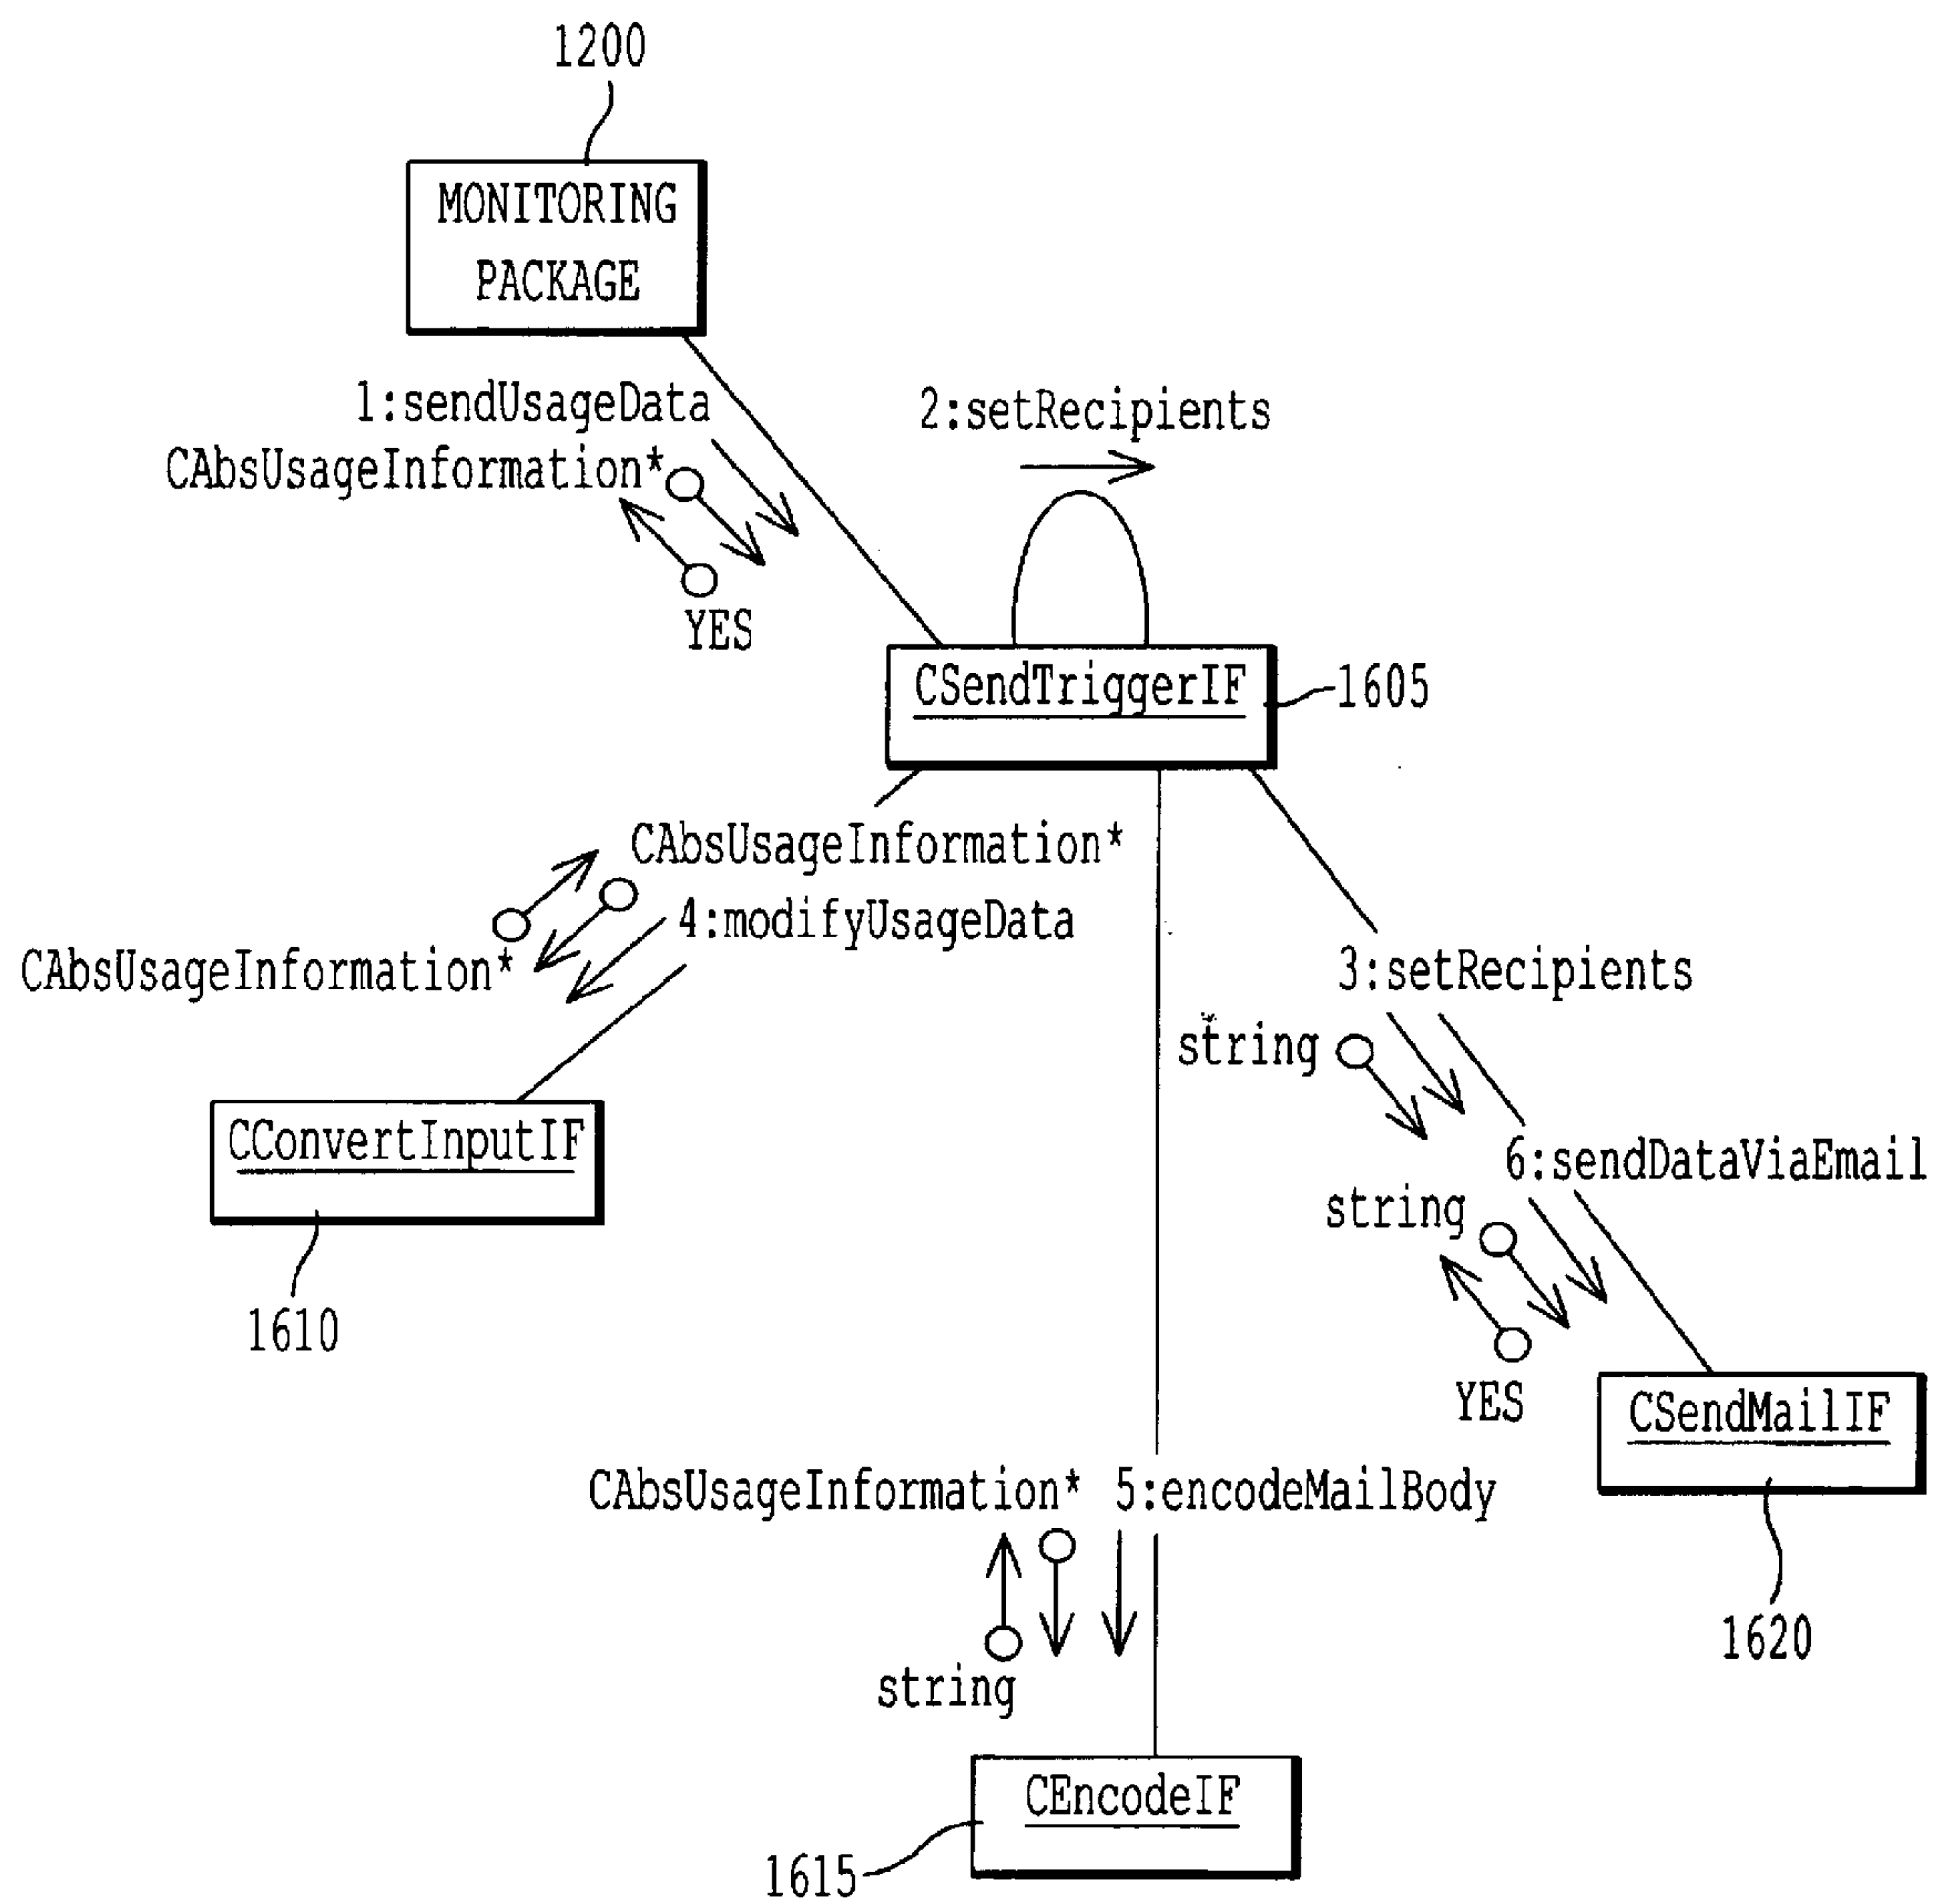 1200
MONITORING
PACKAGE
1:sendUsageData
2:setRecipients
CAbsUsageInformation*
YES
CSendTriggerIF
1605
CAbsUsageInformation*
4:modifyUsageData
CAbsUsageInformation*
3:setRecipients
string
CConvertInputIF
6:sendDataViaEmail
string
1610
YES
CSendMailIF
CAbsUsageInformation*
5:encodeMailBody
1620
string
CEncodeIF
1615